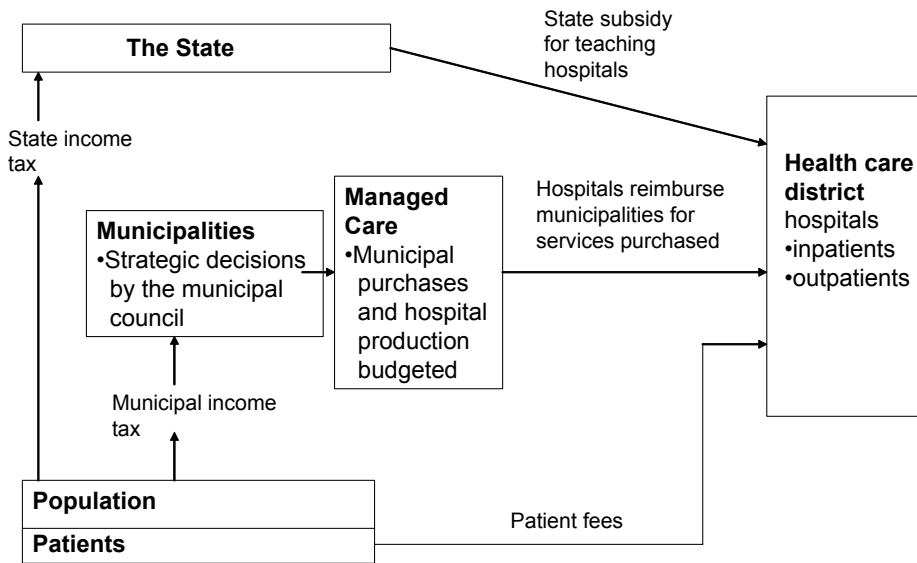 The State
State subsidy
for teaching
hospitals
State income
tax
Municipalities
•Strategic decisions
by the municipal
council
Managed
Care
•Municipal
purchases
and hospital
production
budgeted
Hospitals reimburse
municipalities for
services purchased
Health care
district
hospitals
•inpatients
•outpatients
Municipal income
tax
Population
Patients
Patient fees